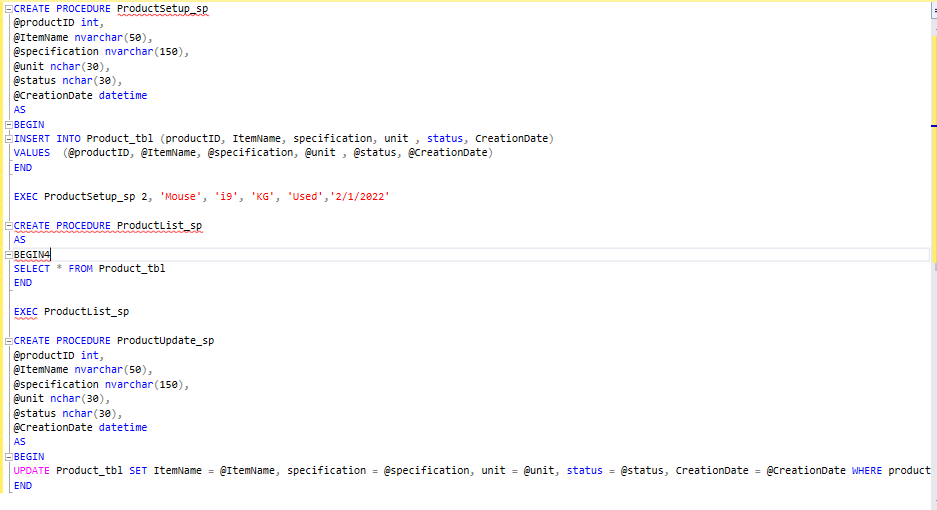 CREATE PROCEDURE ProductSetup_sp
@productID int,
@ItemName nvarchar(50),
@specification nvarchar(150),
@unit nchar(30),
@status nchar(30),
@CreationDate datetime
AS
BEGIN
INSERT INTO Product_tbl (productID, ItemName, specification, unit , status, CreationDate)
VALUES  (@productID, @ItemName, @specification, @unit , @status, @CreationDate)
END
EXEC ProductSetup_sp 2, 'Mouse', 'i9', 'KG', 'Used','2/1/2022'
CREATE PROCEDURE ProductList_sp
AS
BEGIN4
SELECT * FROM Product_tbl
END
EXEC ProductList_sp
CREATE PROCEDURE ProductUpdate_sp
@productID int,
@ItemName nvarchar(50),
@specification nvarchar(150),
@unit nchar(30),
@status nchar(30),
@CreationDate datetime
AS
BEGIN
UPDATE Product_tbl SET ItemName = @ItemName, specification = @specification, unit = @unit, status = @status, CreationDate = @CreationDate WHERE product
END